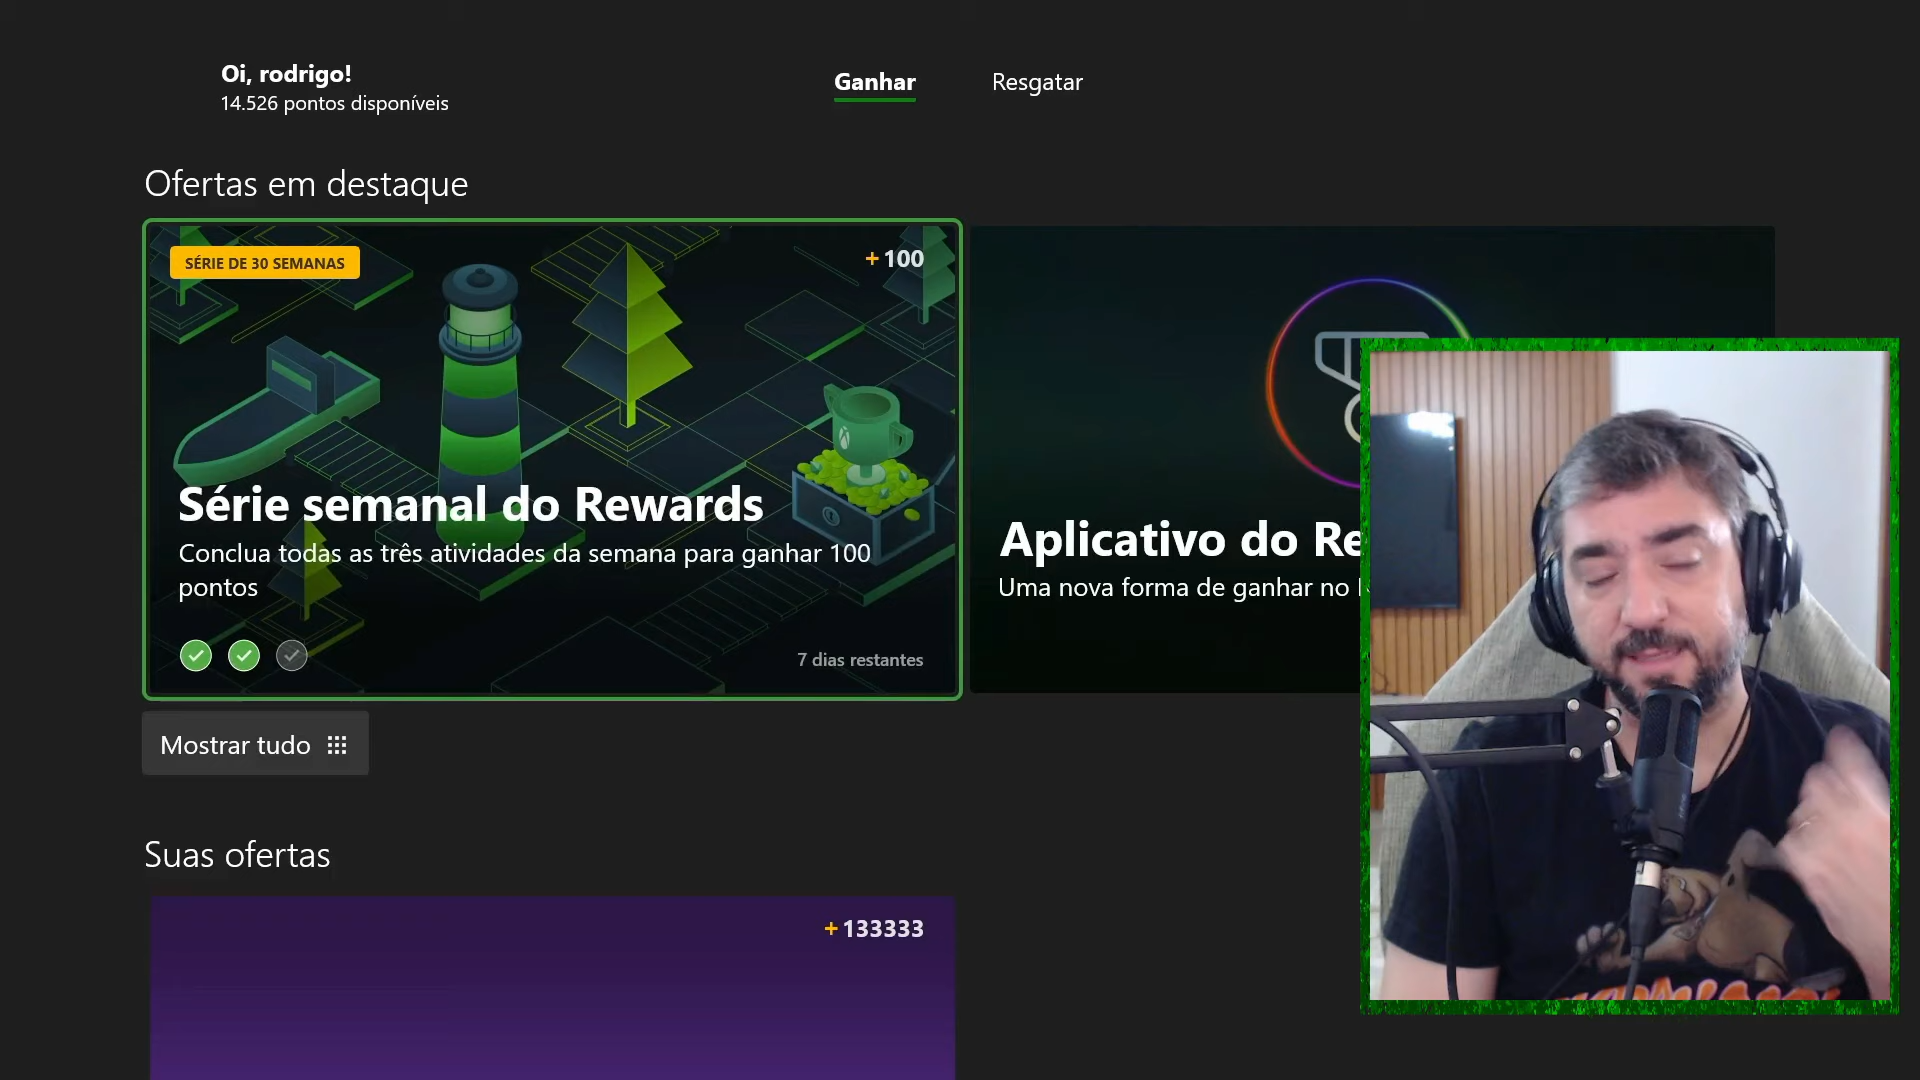 Oi, rodrigo!
14.526 pontos disponíveis
Ganhar
Resgatar
Ofertas em destaque
SÉRIE DE 30 SEMANAS
+100
Série semanal do Rewards
Conclua todas as três atividades da semana para ganhar 100
pontos
7 dias restantes
Aplicativo do Re
Uma nova forma de ganhar no
Mostrar tudo
Suas ofertas
+133333